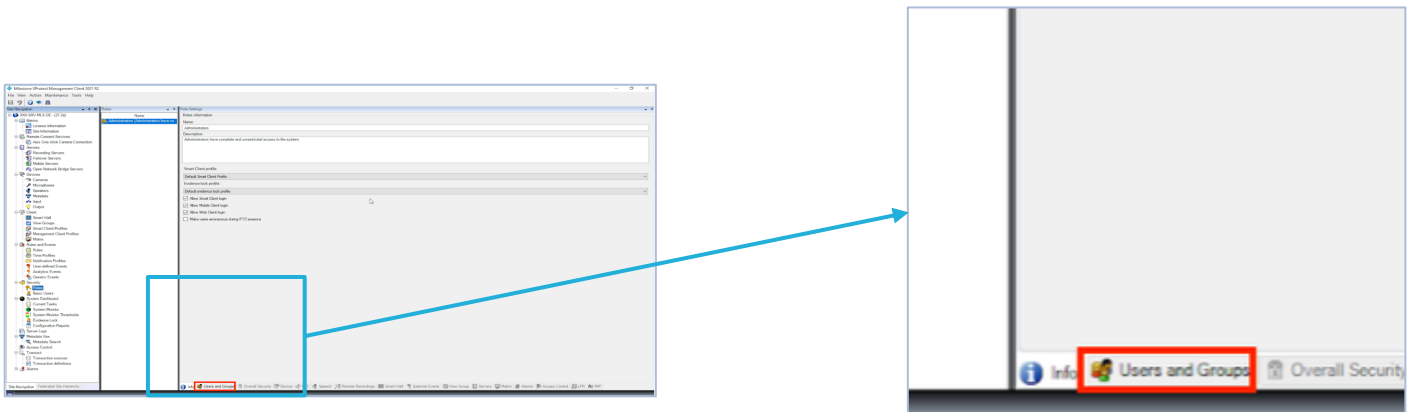 Milestone XProtect Management Client 2021 R2
File View Action Maintenance Tools Help
Site Navigation
Roles
Role Settings
Basics
License Information
Site Information
Remote Connect Services
Axis One-click Camera Connection
Servers
Recording Servers
Failover Servers
Mobile Servers
Open Network Bridge Servers
Devices
Cameras
Microphones
Speakers
Metadata
Input
Output
Client
Smart Wall
View Groups
Smart Client Profiles
Management Client Profiles
Matrix
Rules and Events
Rules
Time Profiles
Notification Profiles
User-defined Events
Analytics Events
Generic Events
Security
Roles
Basic Users
System Dashboard
Current Tasks
System Monitor
System Monitor Thresholds
Evidence Lock
Configuration Reports
Server Logs
Metadata Use
Metadata Search
Access Control
Transact
Transaction sources
Transaction definitions
Alarms
Site Navigation Federated Site Hierarchy
Name
Role information
Name:
Administrators
Description:
Administrators have complete and unrestricted access to the system
Smart Client profile
Default Smart Client Profile
Evidence lock profile:
Default evidence lock profile
Allow Smart Client login
Allow Mobile Client login
Allow Web Client login
Make users anonymous during PTZ sessions
Info Users and Groups Overall Security Device PTZ Speech Remote Recordings Smart Wall External Events View Group Servers Matrix Alarms Access Control LPR MIP
Info Users and Groups Overall Security